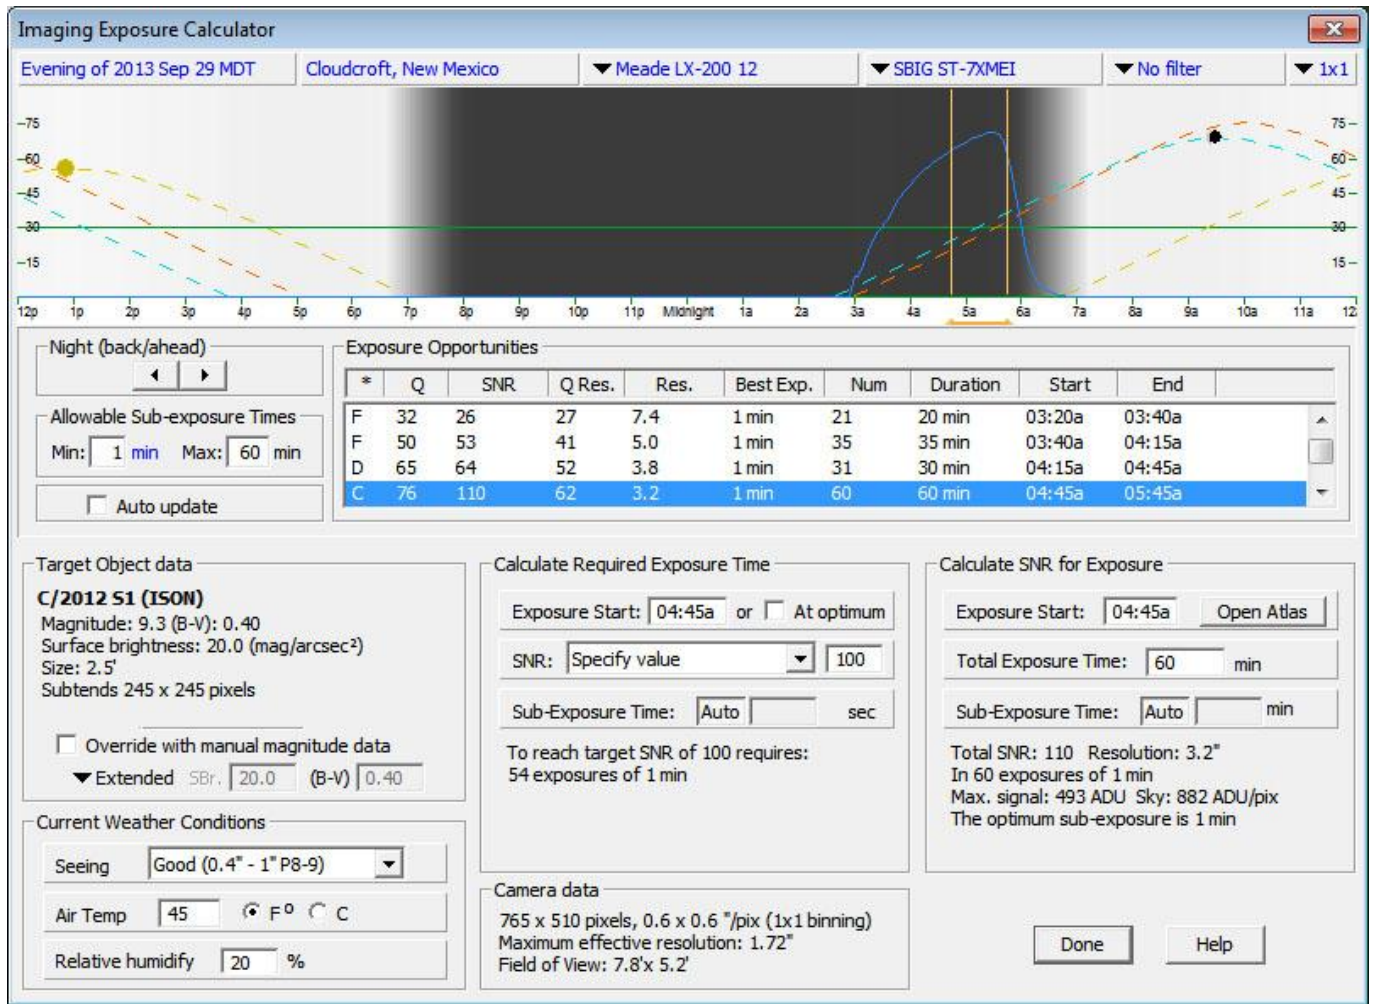 Imaging Exposure Calculator
Evening of 2013 Sep 29 MDT Cloudcroft, New Mexico Meade LX-200 12 SBIG ST-7XMEI No filter 1x1
75 75
60 60
45 45
30 30
15 15
12p 1p 2p 3p 4p 5p 6p 7p 8p 9p 10p 11p Midnight 1a 2a 3a 4a 5a 6a 7a 8a 9a 10a 11a 12
Night (back/ahead)
Allowable Sub-exposure Times
Min: 1 min Max: 60 min
Auto update
Exposure Opportunities
* Q SNR Q Res. Res. Best Exp. Num Duration Start End
F 32 26 27 7.4 1 min 21 20 min 03:20a 03:40a
F 50 53 41 5.0 1 min 35 35 min 03:40a 04:15a
D 65 64 52 3.8 1 min 31 30 min 04:15a 04:45a
C 76 110 62 3.2 1 min 60 60 min 04:45a 05:45a
Target Object data
C/2012 S1 (ISON)
Magnitude: 9.3 (B-V): 0.40
Surface brightness: 20.0 (mag/arcsec²)
Size: 2.5'
Subtends 245 x 245 pixels
Override with manual magnitude data
Extended SBr. 20.0 (B-V) 0.40
Current Weather Conditions
Seeing Good (0.4" - 1" P8-9)
Air Temp 45 Fº C
Relative humidify 20 %
Calculate Required Exposure Time
Exposure Start: 04:45a or At optimum
SNR: Specify value 100
Sub-Exposure Time: Auto sec
To reach target SNR of 100 requires:
54 exposures of 1 min
Camera data
765 x 510 pixels, 0.6 x 0.6 "/pix (1x1 binning)
Maximum effective resolution: 1.72"
Field of View: 7.8'x 5.2'
Calculate SNR for Exposure
Exposure Start: 04:45a Open Atlas
Total Exposure Time: 60 min
Sub-Exposure Time: Auto min
Total SNR: 110 Resolution: 3.2"
In 60 exposures of 1 min
Max. signal: 493 ADU Sky: 882 ADU/pix
The optimum sub-exposure is 1 min
Done Help